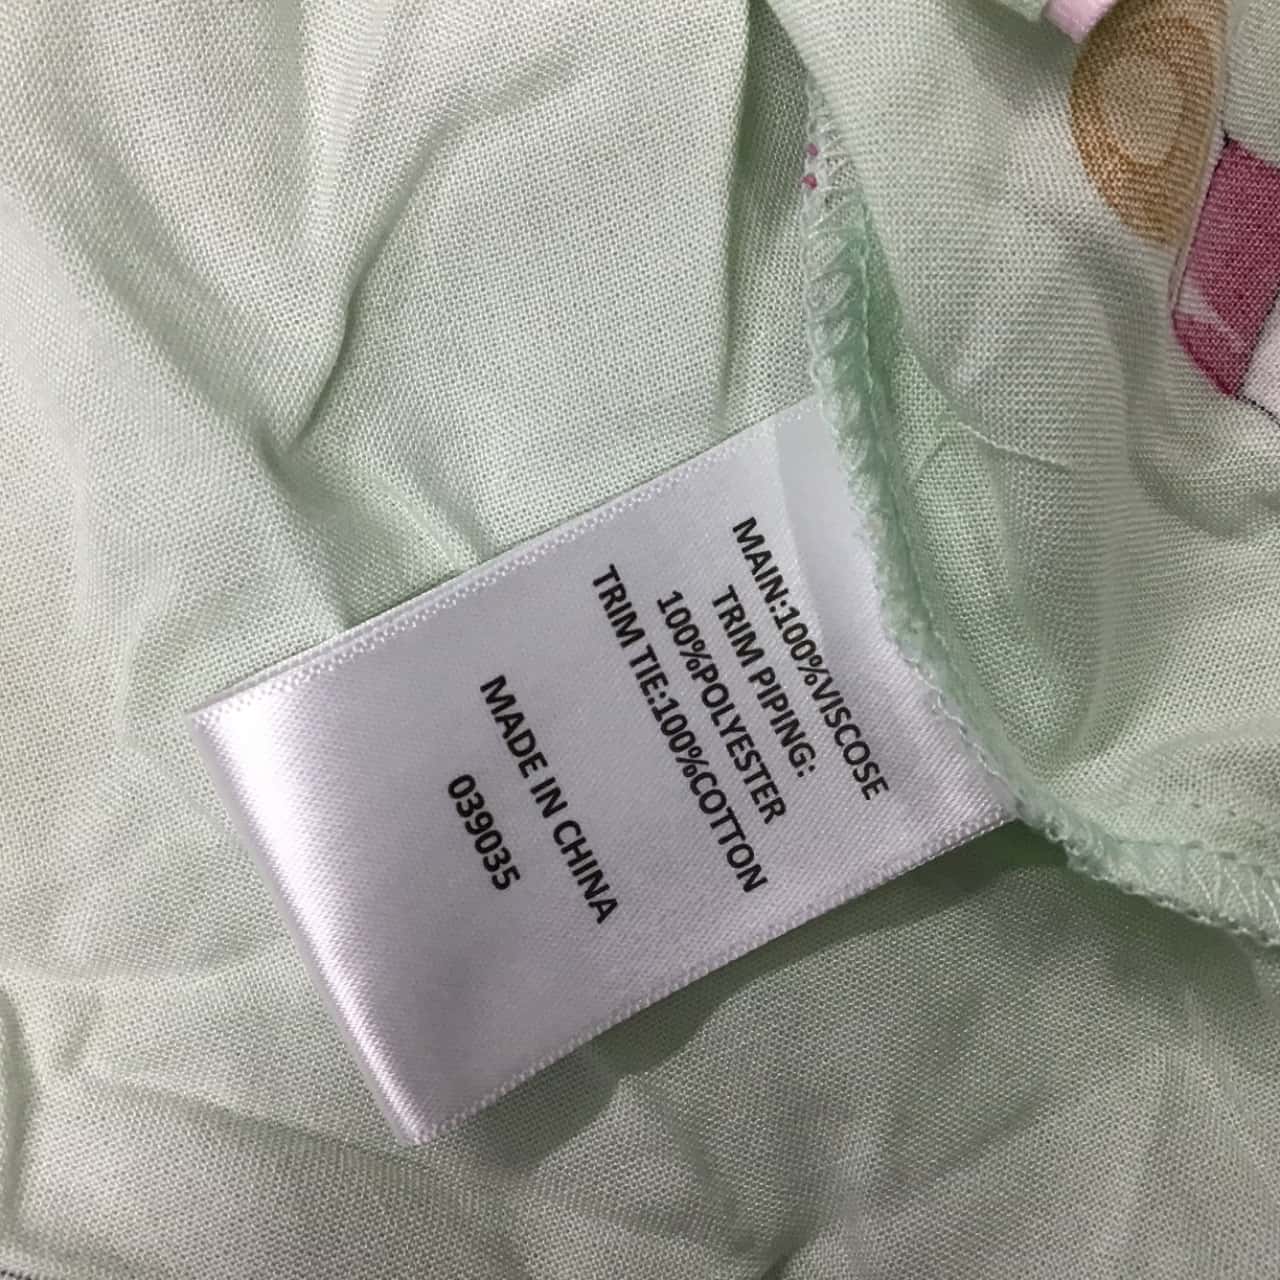 MAIN:100%VISCOSE
TRIM PIPING:
100%POLYESTER
TRIM TIE:100%COTTON
MADE IN CHINA
039035